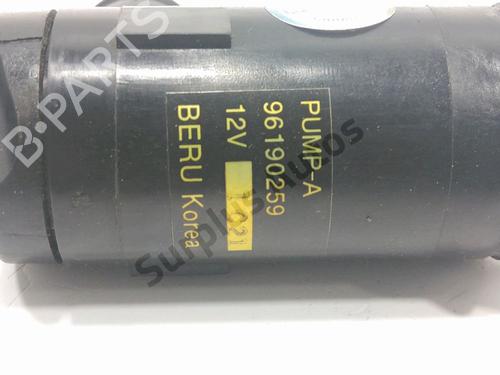 PUMP-A
96190259
12V
BERU Korea
B-PARTS
Surplus Autos